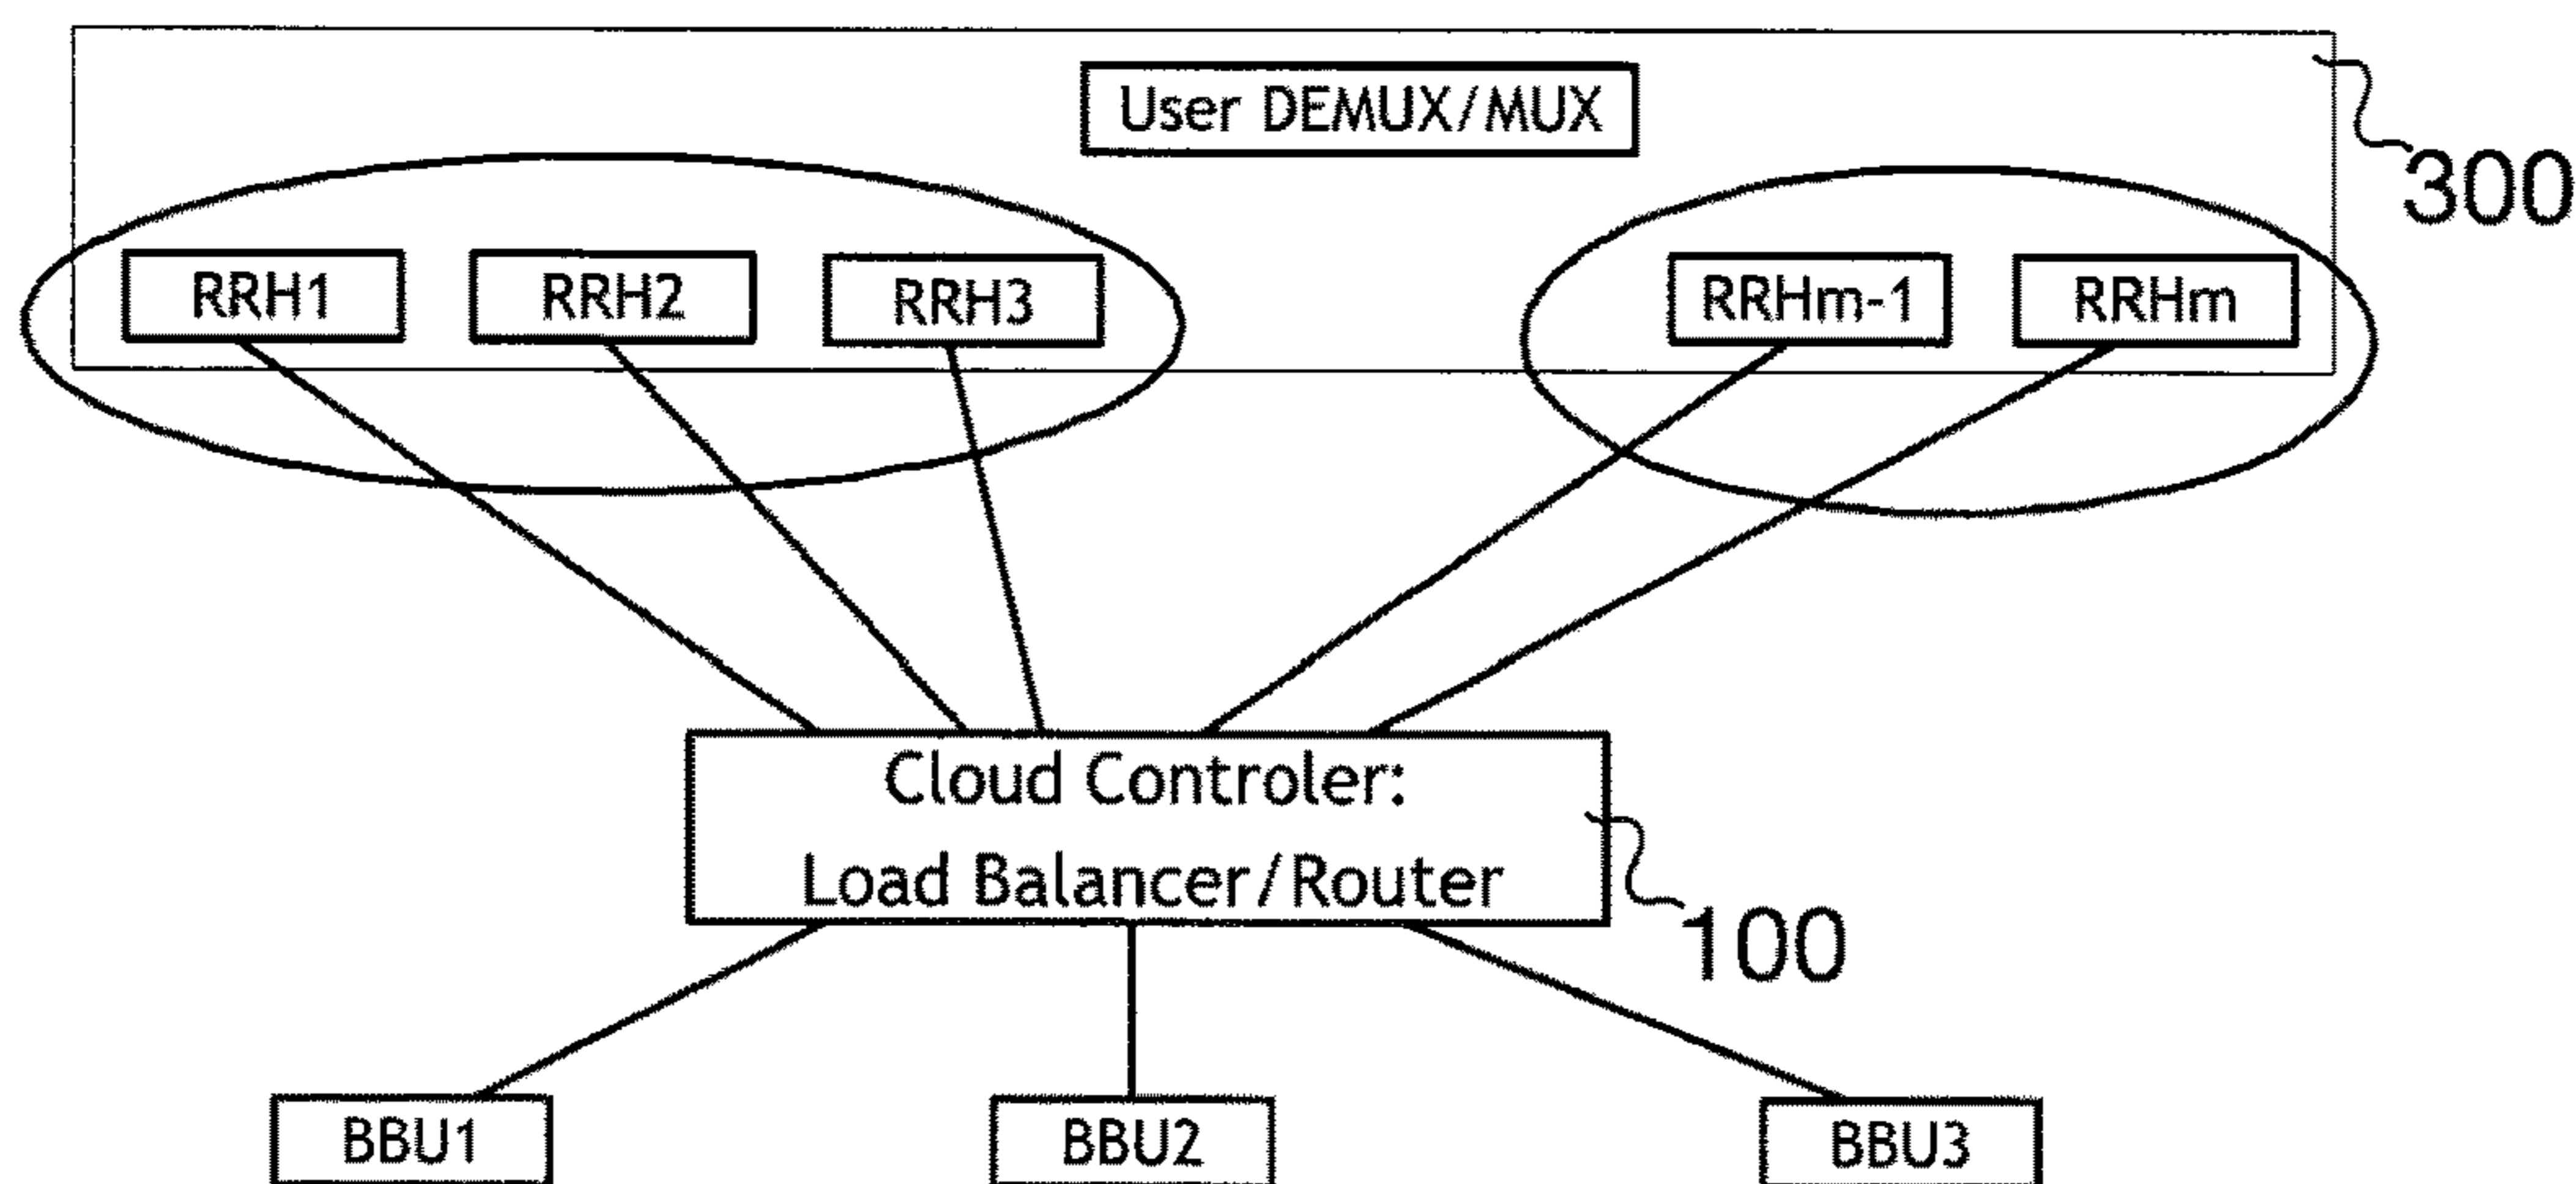 User DEMUX/MUX
300
RRH1
RRH2
RRH3
RRHm-1
RRHm
Cloud Controler:
Load Balancer/Router
100
BBU1
BBU2
BBU3